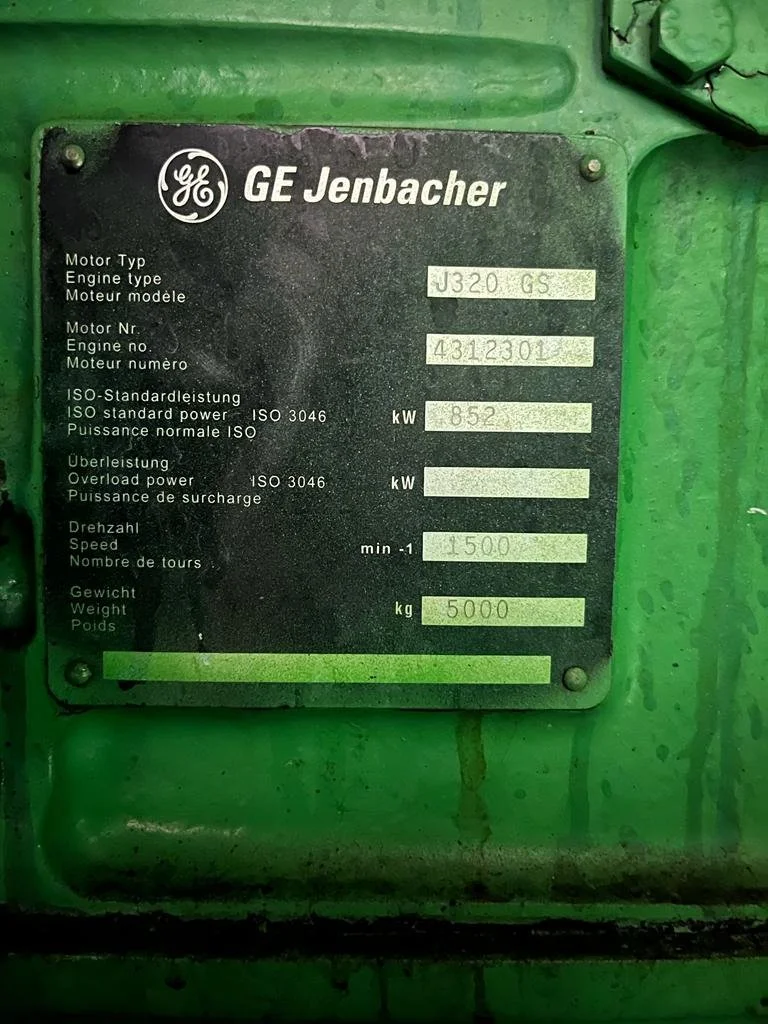 GE GE Jenbacher
Motor Typ
Engine type
Moteur modèle
J320 GS
Motor Nr.
Engine no.
Moteur numèro
4312301
ISO-Standardleistung
ISO standard power - ISO 3046 kW 852
Puissance normale ISO
Überleistung
Overload power ISO 3046 kW
Puissance de surcharge
Drehzahl
Speed min -1 1500
Nombre de tours
Gewicht
Weight kg 5000
Poids